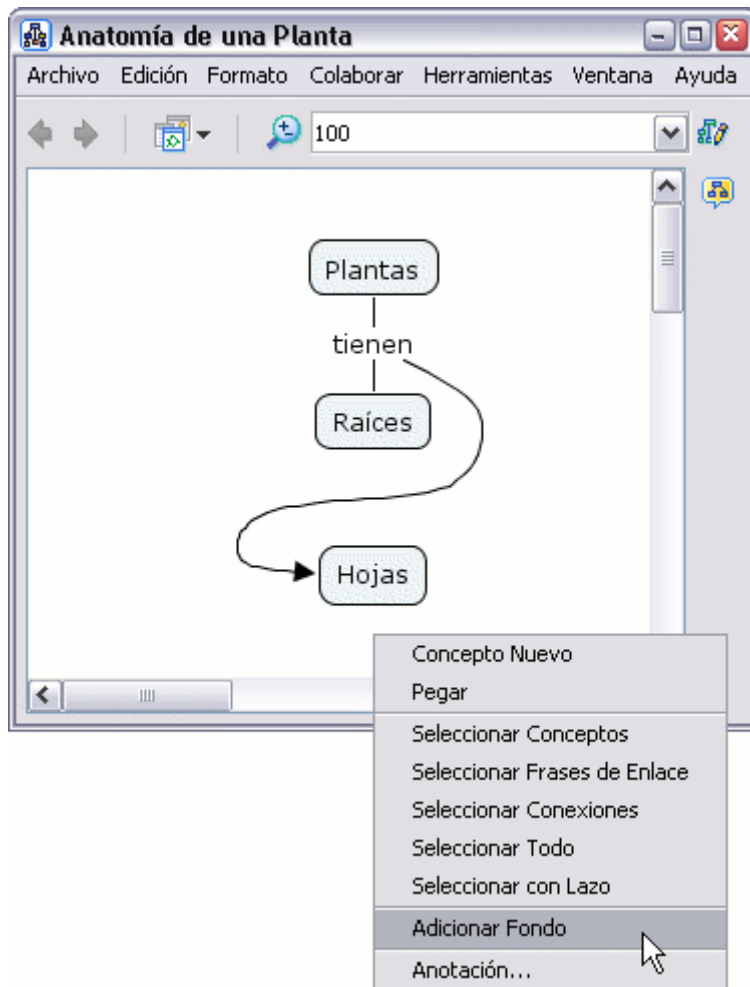 Anatomía de una Planta
Archivo Edición Formato Colaborar Herramientas Ventana Ayuda
100
Plantas
tienen
Raíces
Hojas
Concepto Nuevo
Pegar
Seleccionar Conceptos
Seleccionar Frases de Enlace
Seleccionar Conexiones
Seleccionar Todo
Seleccionar con Lazo
Adicionar Fondo
Anotación...